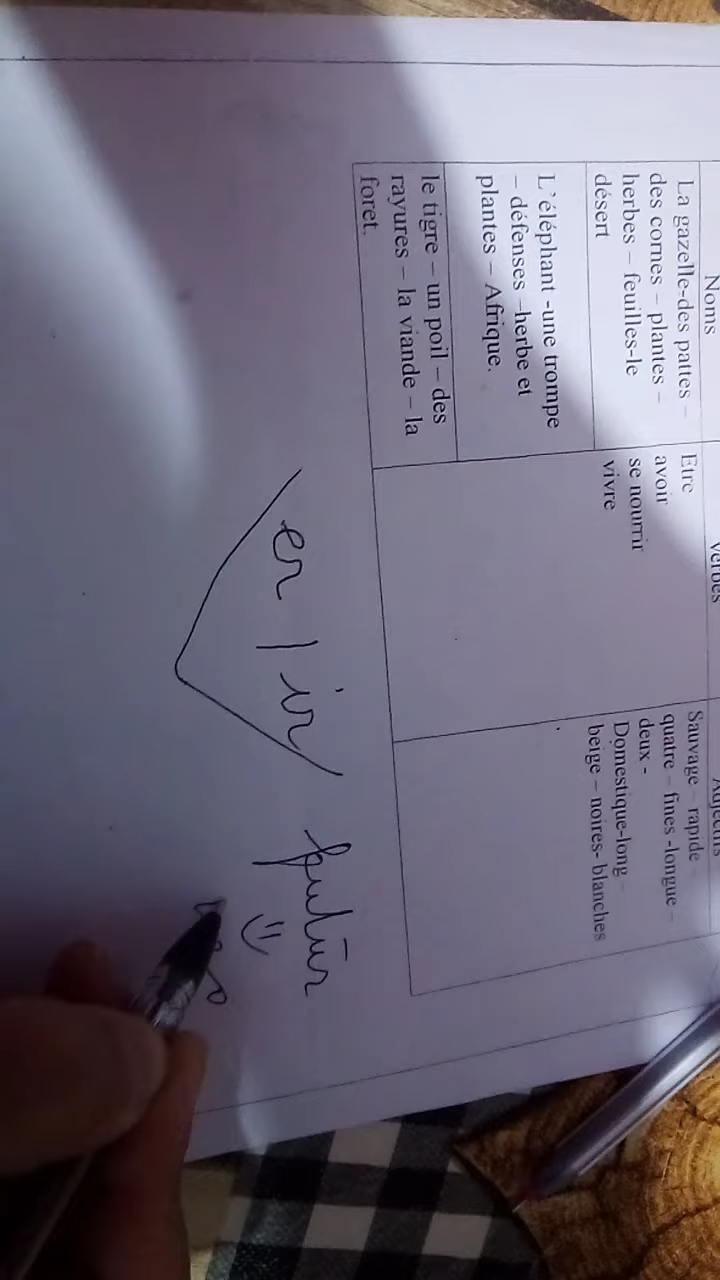 Noms
Verbes
Adjectifs
La gazelle-des pattes –
des cornes – plantes –
herbes – feuilles-le
désert
Etre
avoir
se nourrir
vivre
Sauvage – rapide –
quatre – fines -longue –
deux -
Domestique-long –
beige – noires- blanches
L'éléphant -une trompe
– défenses –herbe et
plantes – Afrique.
le tigre – un poil – des
rayures – la viande – la
foret.
er / ir futur